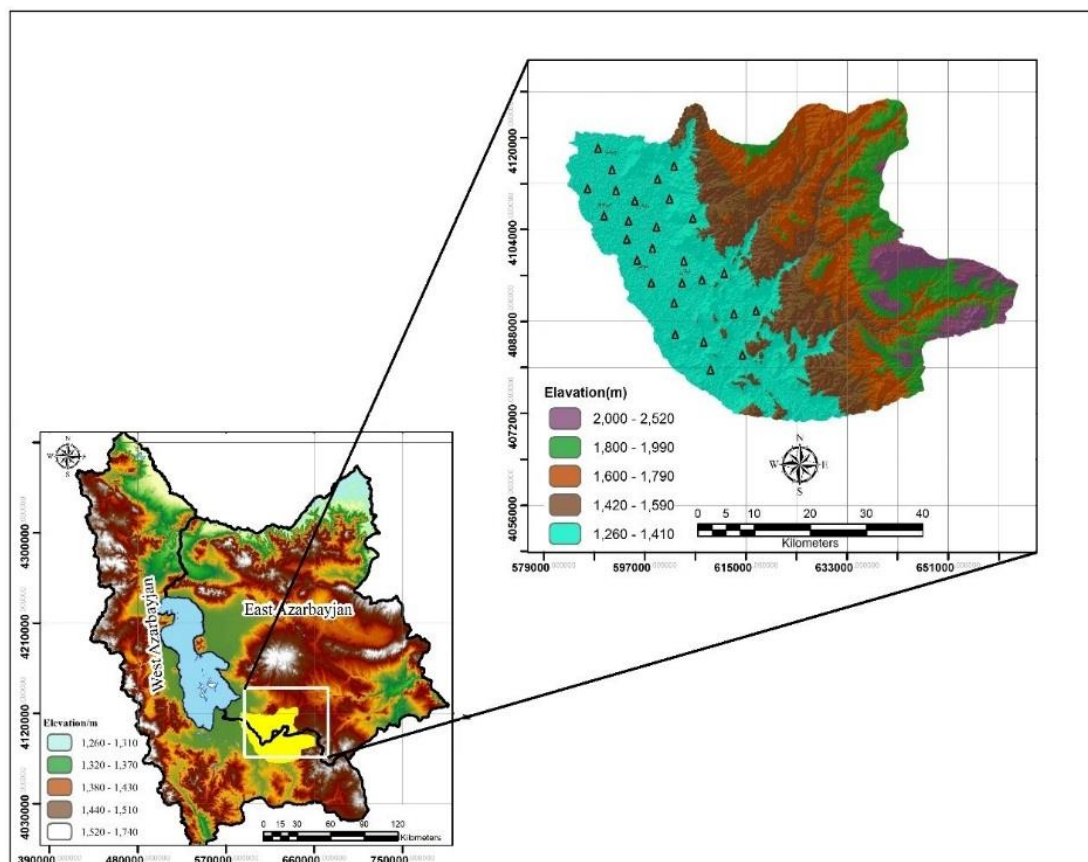 4120000
4104000
4088000
4072000
4056000
Elavation(m)
2,000 - 2,520
1,800 - 1,990
1,600 - 1,790
1,420 - 1,590
1,260 - 1,410
N
W E
S
0 5 10 20 30 40
Kilometers
579000 597000 615000 633000 651000
N
W E
S
4300000
4210000
4120000
4030000
West Azarbayjan
East Azarbayjan
Elevation/m
1,260 - 1,310
1,320 - 1,370
1,380 - 1,430
1,440 - 1,510
1,520 - 1,740
0 15 30 60 90 120
Kilometers
390000 480000 570000 660000 750000